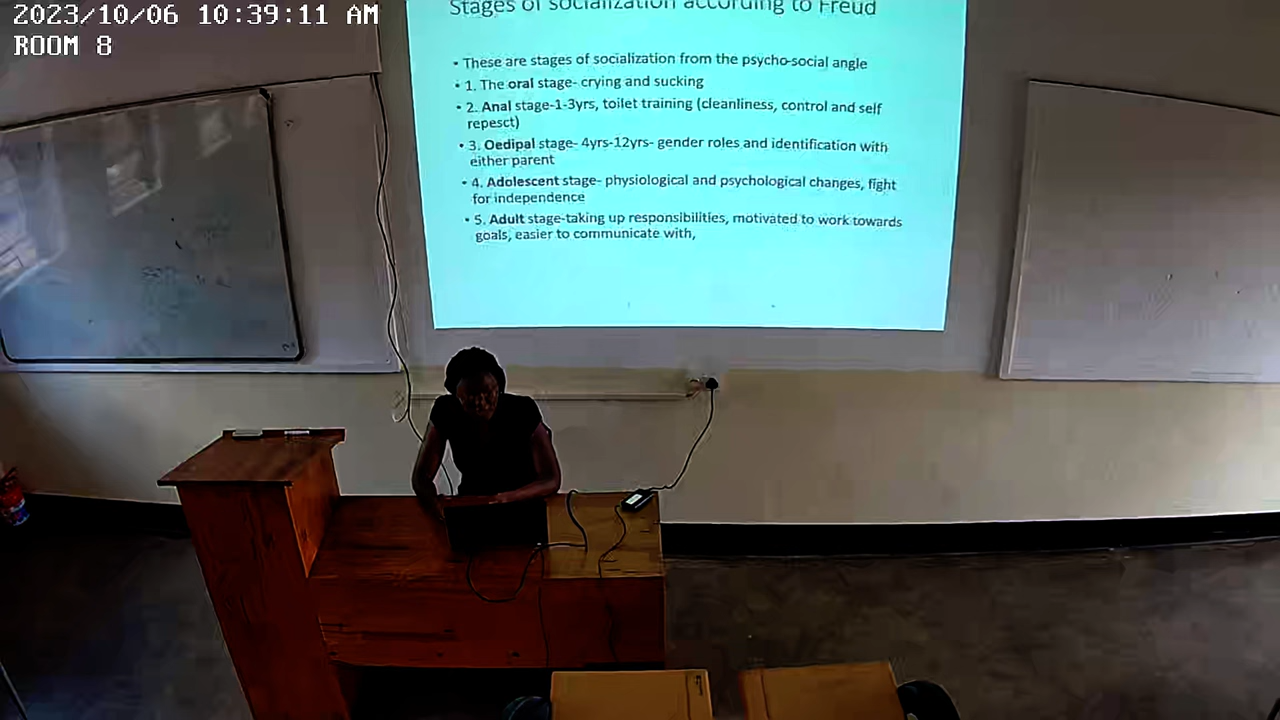 2023/10/06 10:39:11 AM
ROOM 8
Stages of socialization according to Freud
• These are stages of socialization from the psycho-social angle
• 1. The oral stage- crying and sucking
• 2. Anal stage-1-3yrs, toilet training (cleanliness, control and self
repesct)
• 3. Oedipal stage- 4yrs-12yrs- gender roles and identification with
either parent
• 4. Adolescent stage- physiological and psychological changes, fight
for independence
• 5. Adult stage-taking up responsibilities, motivated to work towards
goals, easier to communicate with,